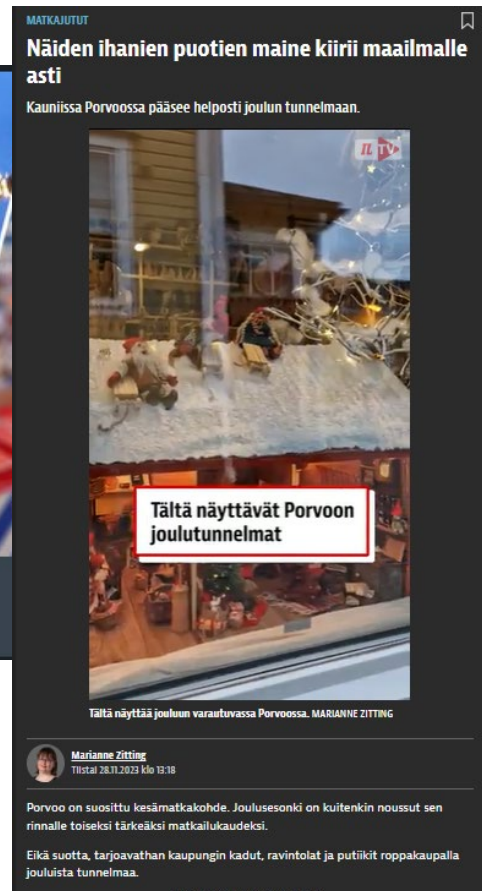 MATKAJUTUT
Näiden ihanien puotien maine kiirii maailmalle
asti
Kauniissa Porvoossa pääsee helposti joulun tunnelmaan.
IL TV
Tältä näyttävät Porvoon
joulutunnelmat
Tältä näyttää jouluun varautuvassa Porvoossa. MARIANNE ZITTING
Marianne Zitting
Tiistai 28.11.2023 klo 13:18
Porvoo on suosittu kesämatkakohde. Joulusesonki on kuitenkin noussut sen
rinnalle toiseksi tärkeäksi matkailukaudeksi.
Eikä suotta, tarjoavathan kaupungin kadut, ravintolat ja putiikit roppakaupalla
jouluista tunnelmaa.